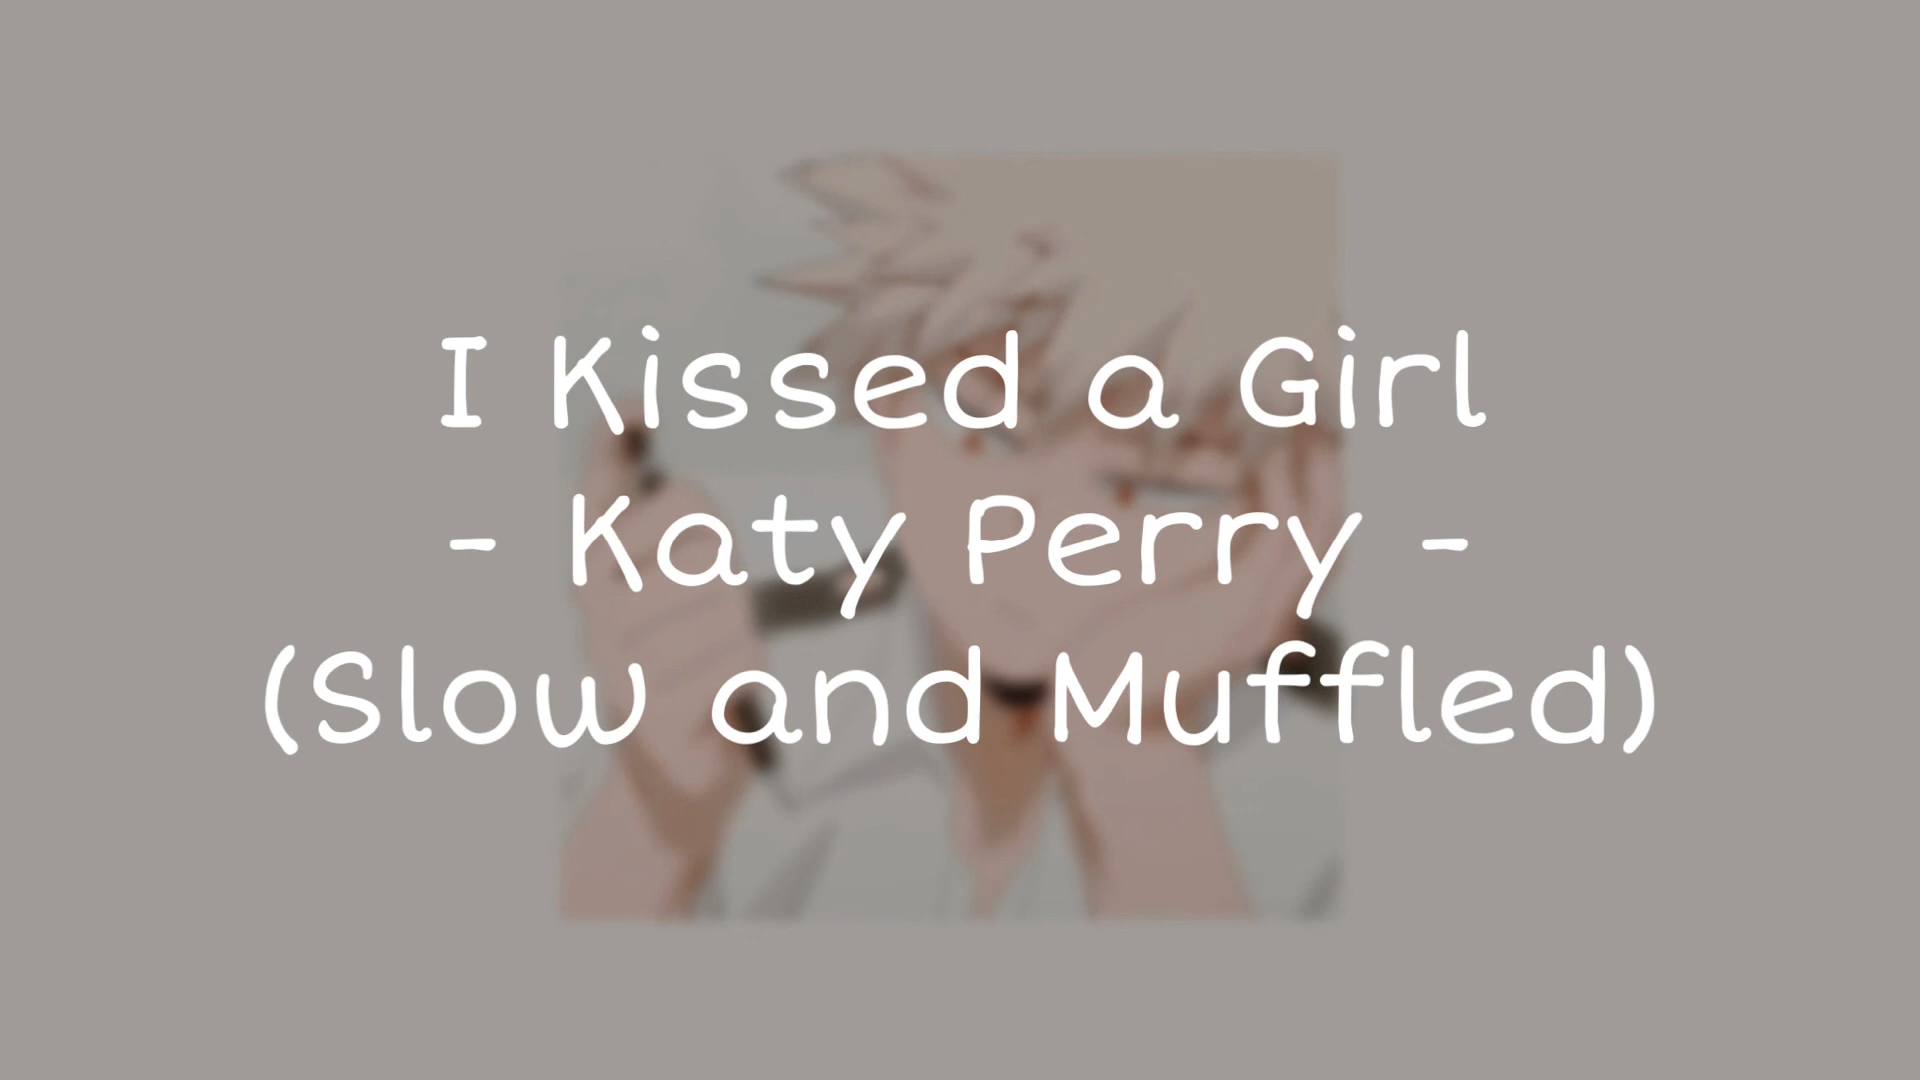 I Kissed a Girl
- Katy Perry -
(Slow and Muffled)